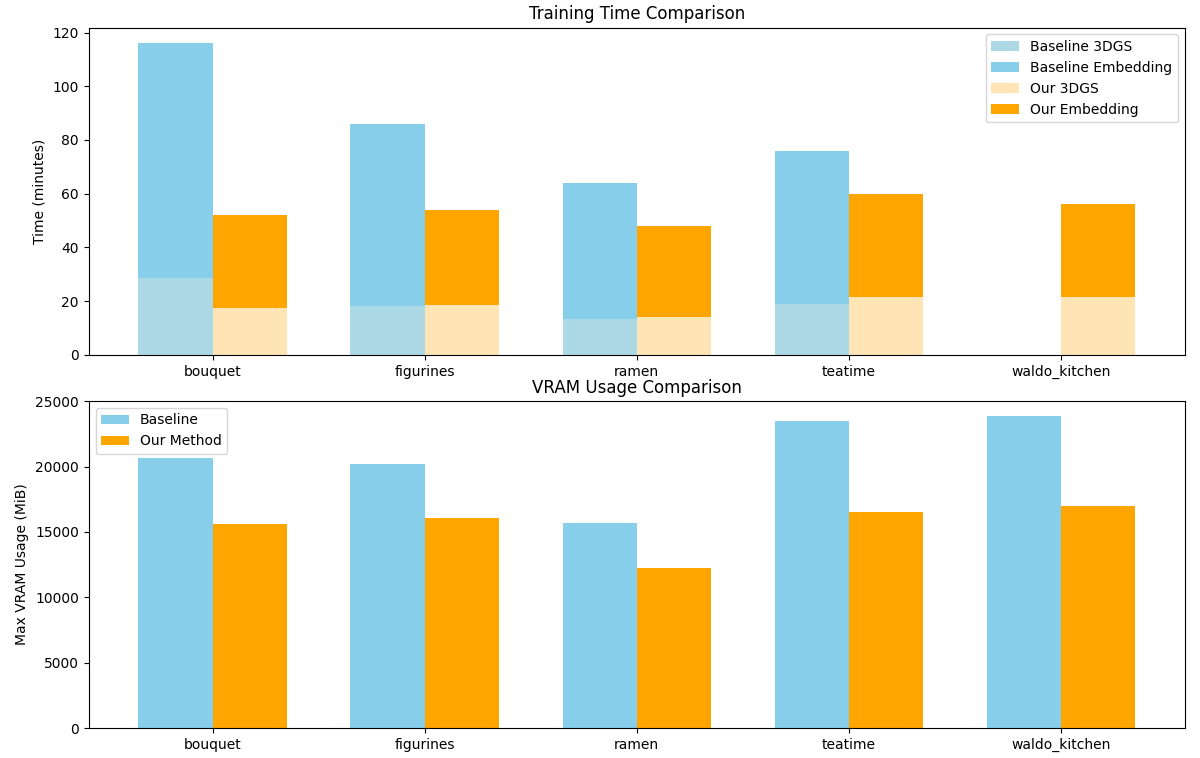 Training Time Comparison
Time (minutes)
120
100
80
60
40
20
0
Baseline 3DGS
Baseline Embedding
Our 3DGS
Our Embedding
bouquet figurines ramen teatime waldo_kitchen
VRAM Usage Comparison
Max VRAM Usage (MiB)
25000
20000
15000
10000
5000
0
Baseline
Our Method
bouquet figurines ramen teatime waldo_kitchen